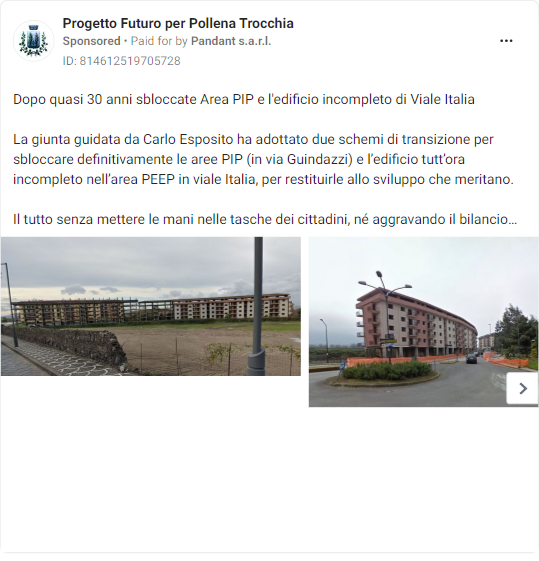 Progetto Futuro per Pollena Trocchia
Sponsored • Paid for by Pandant s.a.r.l.
ID: 814612519705728
Dopo quasi 30 anni sbloccate Area PIP e l'edificio incompleto di Viale Italia
La giunta guidata da Carlo Esposito ha adottato due schemi di transizione per
sbloccare definitivamente le aree PIP (in via Guindazzi) e l’edificio tutt’ora
incompleto nell’area PEEP in viale Italia, per restituirle allo sviluppo che meritano.
Il tutto senza mettere le mani nelle tasche dei cittadini, né aggravando il bilancio...